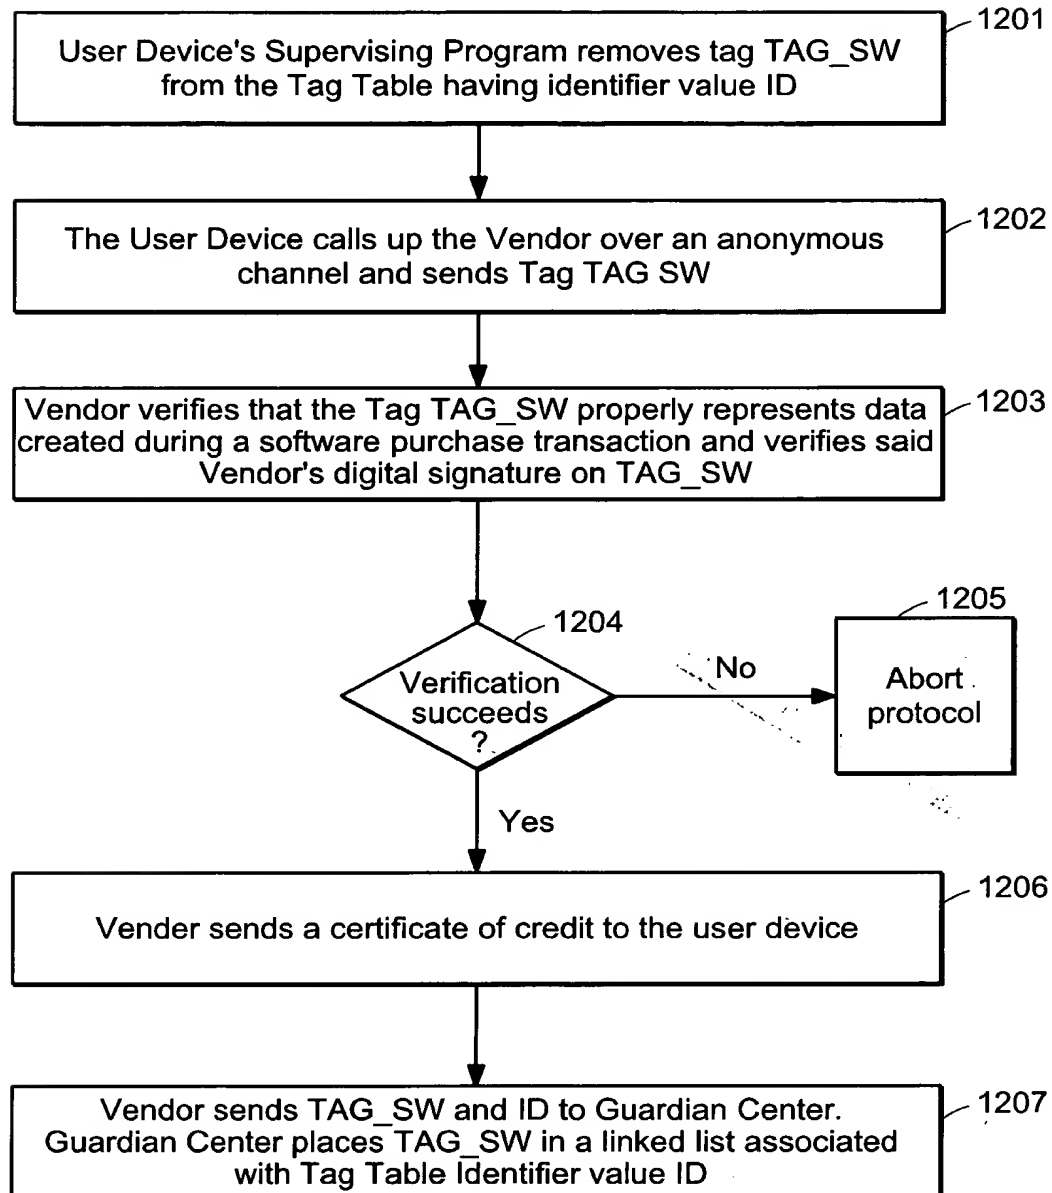 1201
User Device's Supervising Program removes tag TAG_SW
from the Tag Table having identifier value ID
1202
The User Device calls up the Vendor over an anonymous
channel and sends Tag TAG SW
1203
Vendor verifies that the Tag TAG_SW properly represents data
created during a software purchase transaction and verifies said
Vendor's digital signature on TAG_SW
1204
Verification
succeeds
?
No
1205
Abort
protocol
Yes
1206
Vender sends a certificate of credit to the user device
1207
Vendor sends TAG_SW and ID to Guardian Center.
Guardian Center places TAG_SW in a linked list associated
with Tag Table Identifier value ID